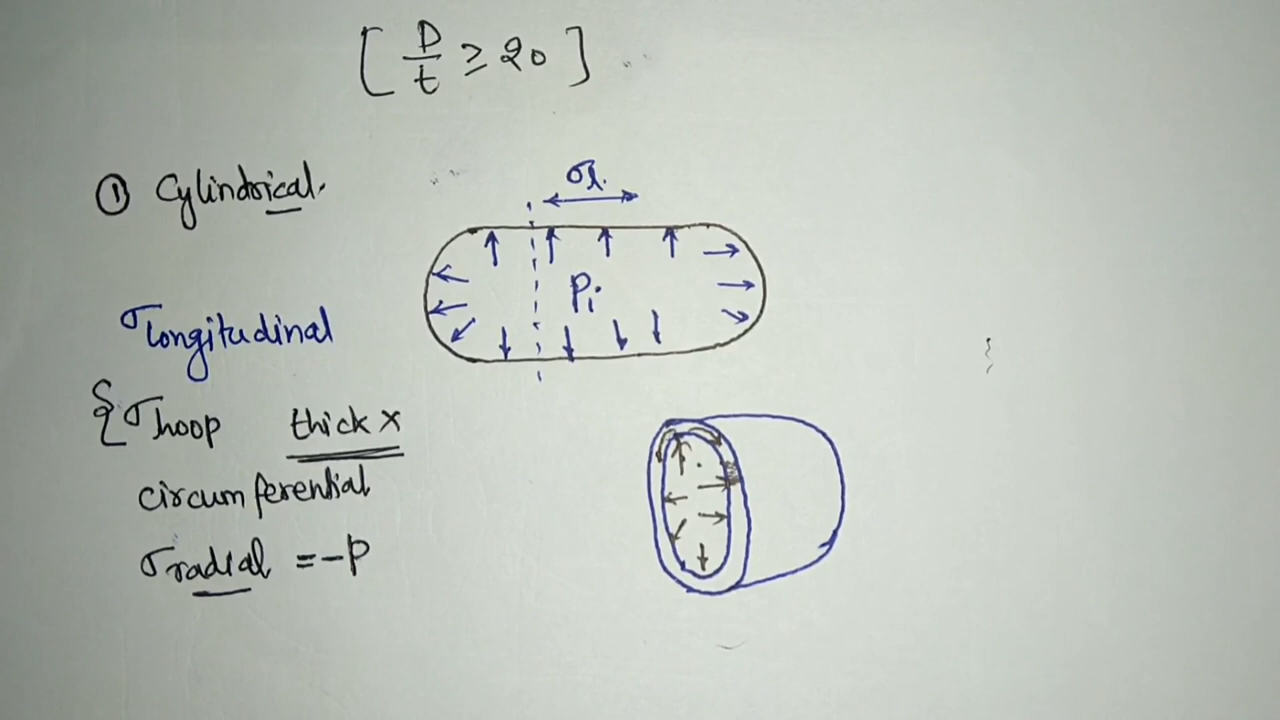 [D/t ≥ 20]
① Cylindrical.
σl.
Pi
σlongitudinal
{σhoop thick x
circumferential
σradial = -P